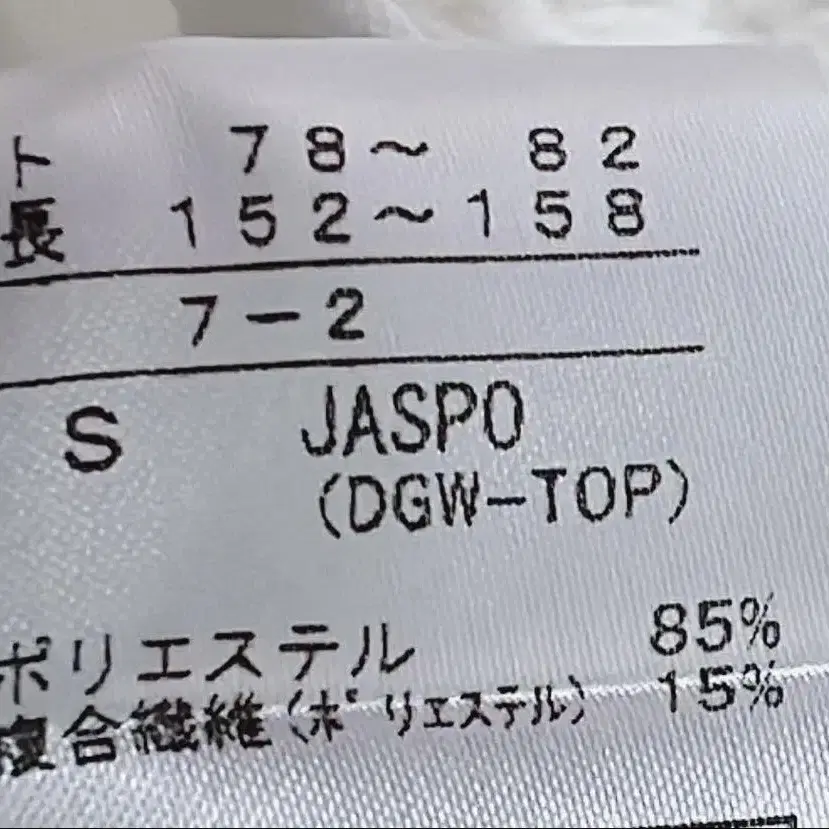 ト 78～ 82
長 152～158
7-2
S JASPO
(DGW-TOP)
ポリエステル 85%
複合繊維(ポリエステル) 15%